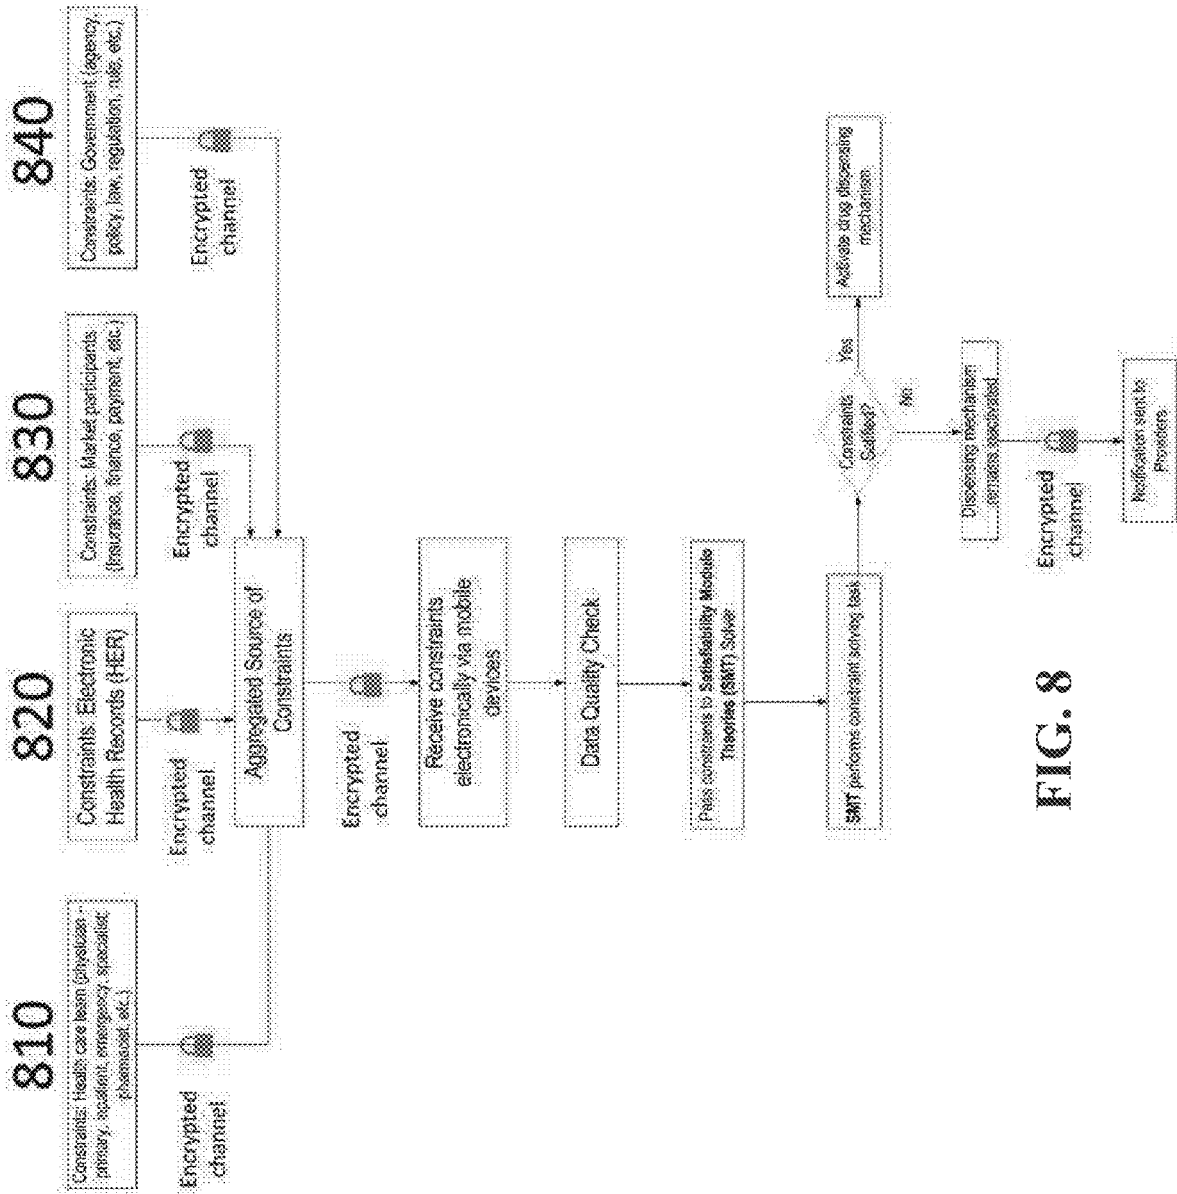 810
820
830
840
Constraints: Health care team (physician -
primary, inpatient, emergency, specialist,
pharmacist, etc.)
Constraints: Electronic
Health Records (HER)
Constraints: Market participants
(Insurance, finance, payment, etc.)
Constraints: Government (agency,
policy, law, regulation, rule, etc.)
Encrypted
channel
Encrypted
channel
Encrypted
channel
Encrypted
channel
Aggregated Source of
Constraints
Encrypted
channel
Receive constraints
electronically via mobile
devices
Data Quality Check
Pass constrains to Satisfiability Modulo
Theories (SMT) Solver
SMT performs constraint solving task
Constraints
Satified?
Yes
Activate drug dispensing
mechanism
No
Dispensing mechanism
remains inactivated
Encrypted
channel
Notification sent to
Providers
FIG. 8